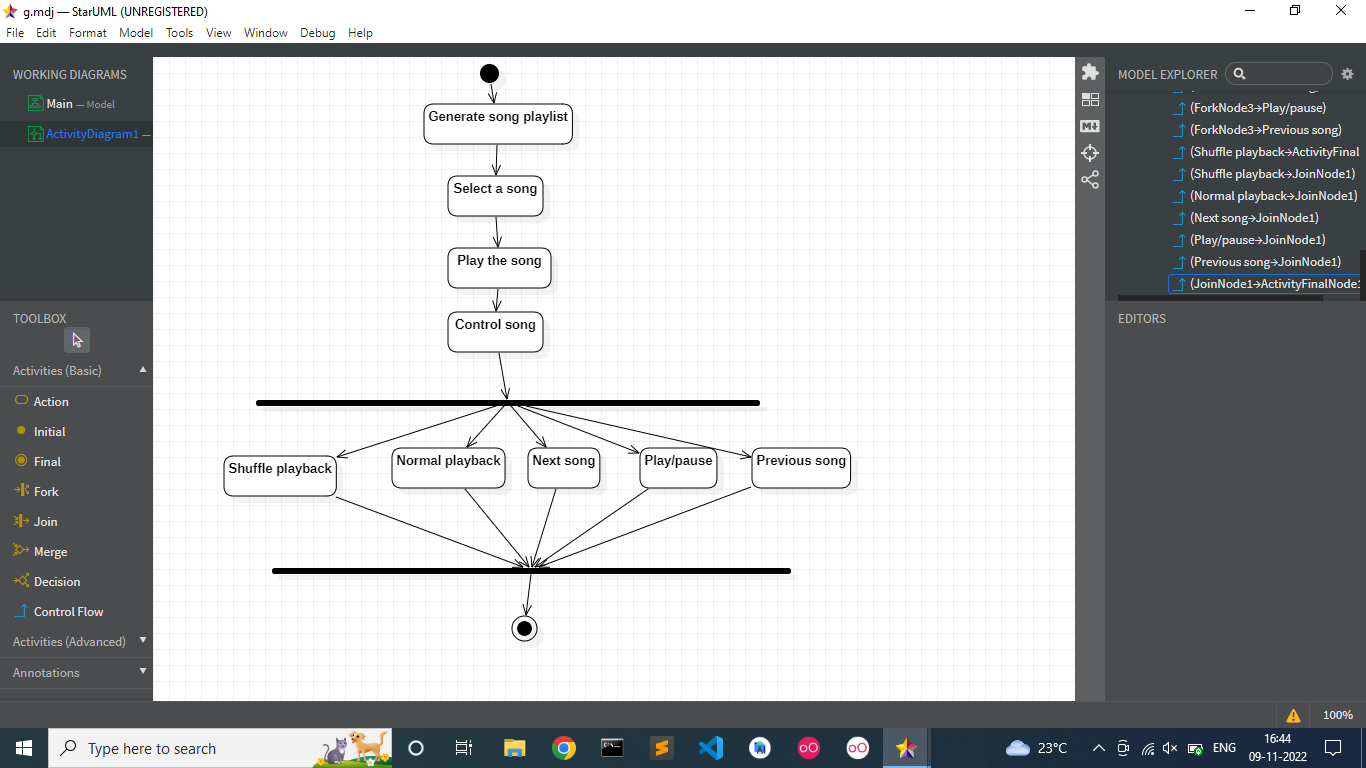 g.mdj — StarUML (UNREGISTERED)
File Edit Format Model Tools View Window Debug Help
WORKING DIAGRAMS
Main — Model
ActivityDiagram1 —
TOOLBOX
Activities (Basic)
Action
Initial
Final
Fork
Join
Merge
Decision
Control Flow
Activities (Advanced)
Annotations
Generate song playlist
Select a song
Play the song
Control song
Shuffle playback
Normal playback
Next song
Play/pause
Previous song
MODEL EXPLORER
(ForkNode3→Play/pause)
(ForkNode3→Previous song)
(Shuffle playback→ActivityFinal
(Shuffle playback→JoinNode1)
(Normal playback→JoinNode1)
(Next song→JoinNode1)
(Play/pause→JoinNode1)
(Previous song→JoinNode1)
(JoinNode1→ActivityFinalNode1
EDITORS
100%
Type here to search
23°C
ENG
16:44
09-11-2022